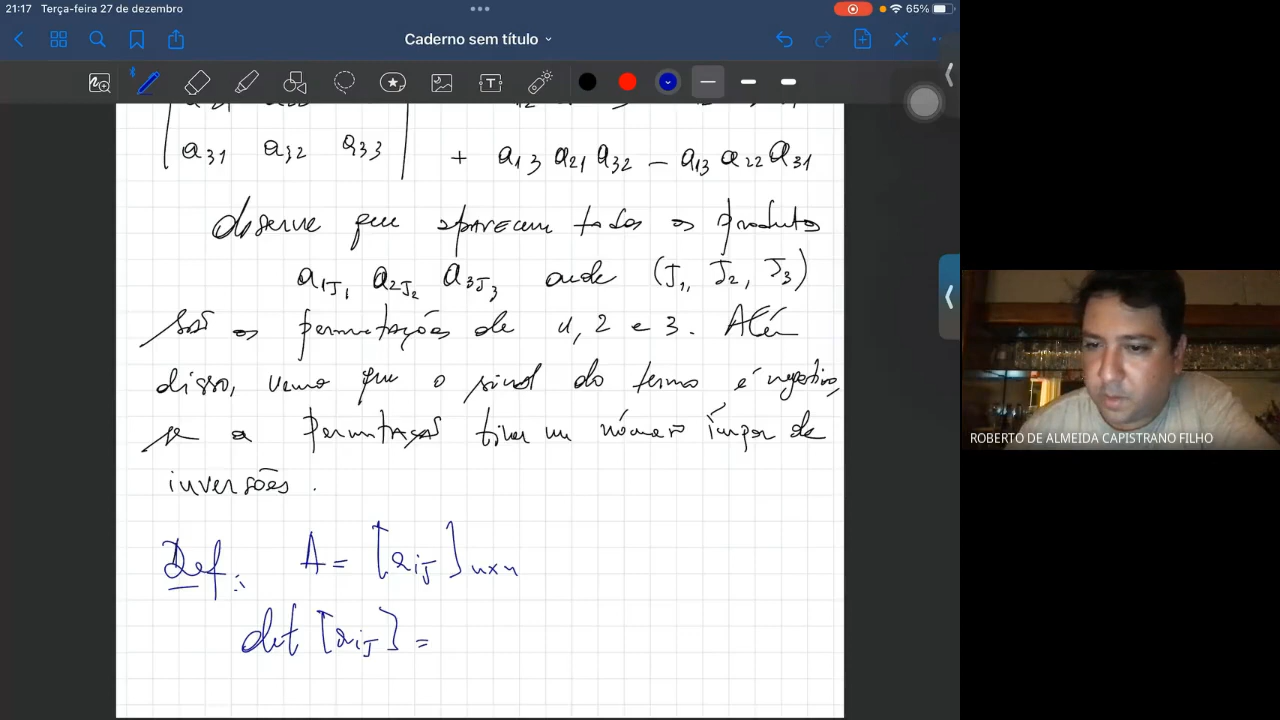 21:17 Terça-feira 27 de dezembro
65%
Caderno sem título
a31 a32 a33
+ a13 a21 a32 - a13 a22 a31
observe que aparecem todos os produtos
a1J1 a2J2 a3J3 onde (J1, J2, J3)
são as permutações de 1, 2 e 3. Além
disso, vemos que o sinal do termo é negativo,
se a permutação tiver um número ímpar de
inversões.
Def.: A = [aiJ]nxn
det [aiJ] =
ROBERTO DE ALMEIDA CAPISTRANO FILHO